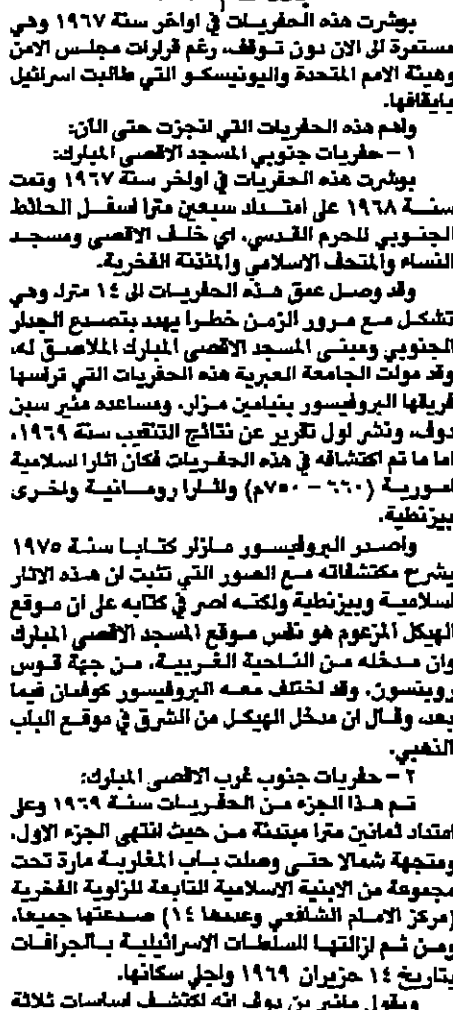 بوشرت هذه الحفريات في اواخر سنة ١٩٦٧ وهي
مستمرة الى الان دون توقف، رغم قرارات مجلس الامن
وهيئة الامم المتحدة واليونيسكو التي طالبت اسرائيل
بايقافها.
واهم هذه الحفريات التي انجزت حتى الآن:
١ – حفريات جنوبي المسجد الاقصى المبارك:
بوشرت هذه الحفريات في اواخر سنة ١٩٦٧ وتمت
سنة ١٩٦٨ على امتداد سبعين مترا اسفل الحائط
الجنوبي للحرم القدسي، اي خلف الاقصى ومسجد
النساء والمتحف الاسلامي والمئذنة الفخرية.
وقد وصل عمق هذه الحفريات الى ١٤ مترا، وهي
تشكل مع مرور الزمن خطرا يهدد بتصدع الجدار
الجنوبي ومبنى المسجد الاقصى المبارك الملاصق له،
وقد مولت الجامعة العبرية هذه الحفريات التي ترأسها
فريقها البروفيسور بنيامين مزار، ومساعده مئير سبن
دوف، ونشر اول تقرير عن نتائج التنقيب سنة ١٩٦٩،
اما ما تم اكتشافه في هذه الحفريات فكان اثارا اسلامية
اموية (٦٦٠ – ٧٥٠م) واثارا رومانية واخرى
بيزنطية.
واصدر البروفيسور مازار كتابا سنة ١٩٧٥
يشرح مكتشفاته مع الصور التي تثبت ان هذه الاثار
اسلامية وبيزنطية ولكنه اصر في كتابه على ان موقع
الهيكل المزعوم هو نفس موقع المسجد الاقصى المبارك
وان مدخله من الناحية الغربية، من جهة قوس
روبنسون، وقد اختلف معه البروفيسور كوفمان فيما
بعد، وقال ان مدخل الهيكل من الشرق في موقع الباب
الذهبي.
٢ – حفريات جنوب غرب الاقصى المبارك:
تم هذا الجزء من الحفريات سنة ١٩٦٩ وعلى
امتداد ثمانين مترا مبتدئة من حيث انتهى الجزء الاول،
ومتجهة شمالا حتى وصلت باب المغاربة مارة تحت
مجموعة من الابنية الاسلامية التابعة للزاوية الفخرية
(مركز الامام الشافعي وعددها ١٤) صدعتها جميعا،
ومن ثم ازالتها السلطات الاسرائيلية بالجرافات
بتاريخ ١٤ حزيران ١٩٦٩ واجلي سكانها.
ويقول مائير بن دوف انه اكتشف اساسات ثلاثة